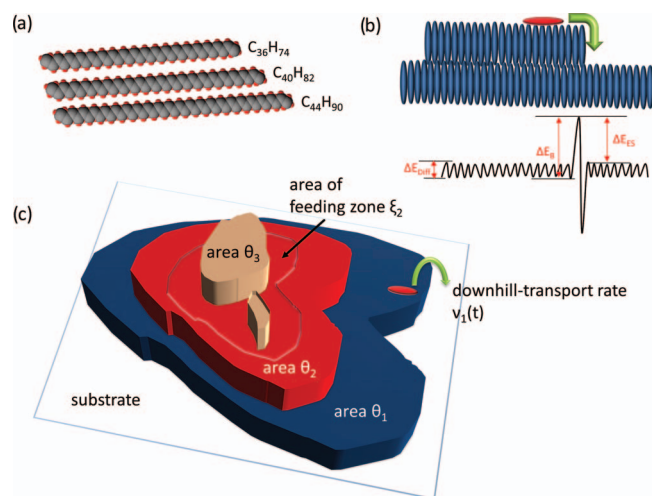 (a)
C36H74
C40H82
C44H90
(b)
ΔEDiff
ΔEB
ΔEES
(c)
area of
feeding zone ξ2
area θ3
downhill-transport rate
ν1(t)
area θ2
area θ1
substrate